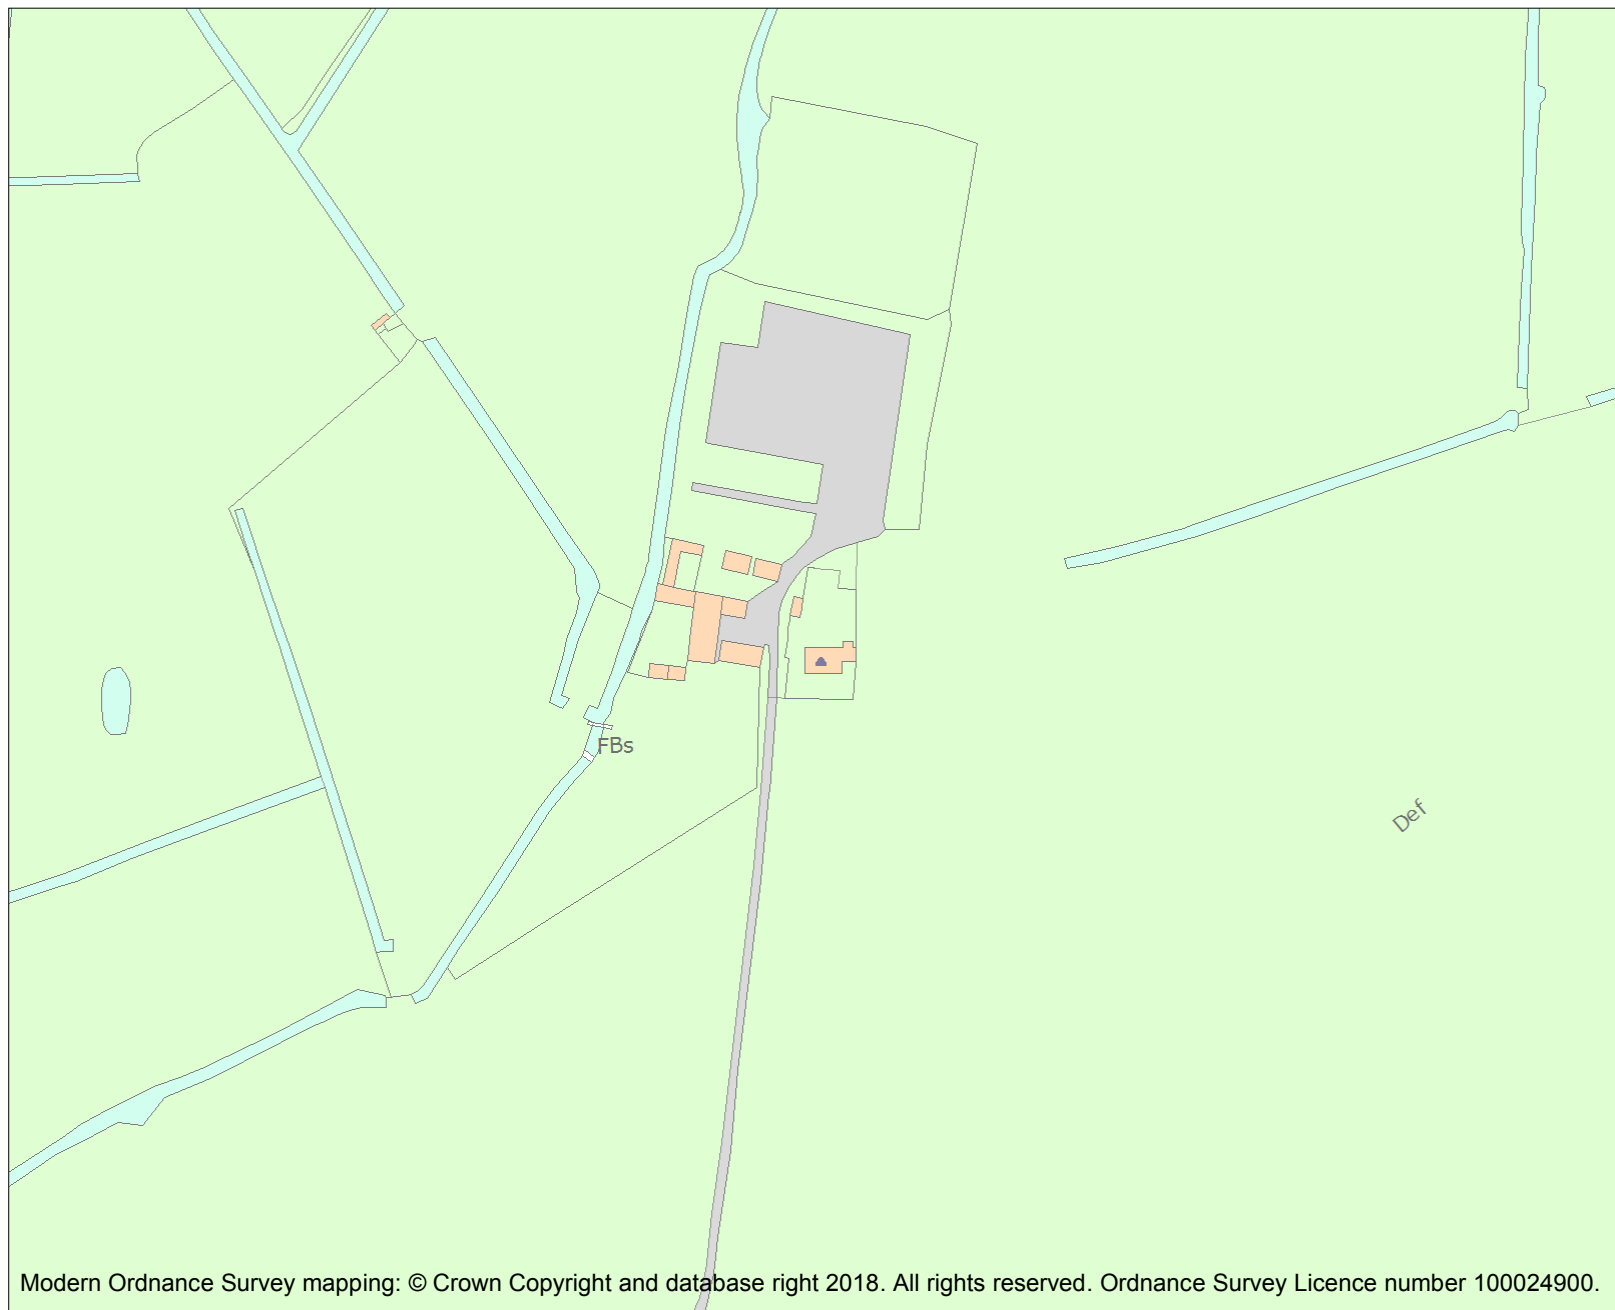 FBs
Def
Modern Ordnance Survey mapping: © Crown Copyright and database right 2018. All rights reserved. Ordnance Survey Licence number 100024900.